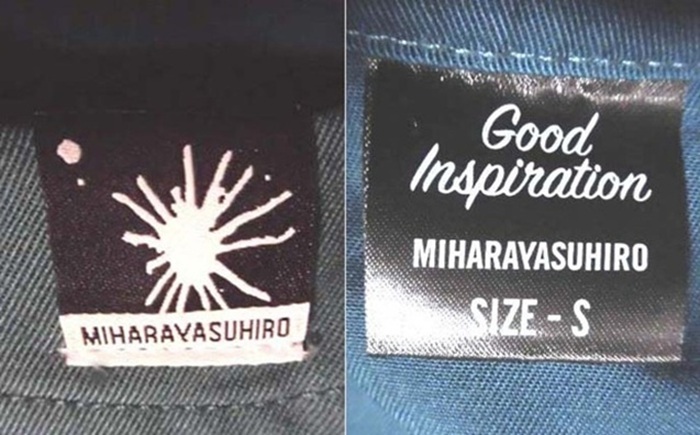 MIHARAYASUHIRO
Good
Inspiration
MIHARAYASUHIRO
SIZE - S